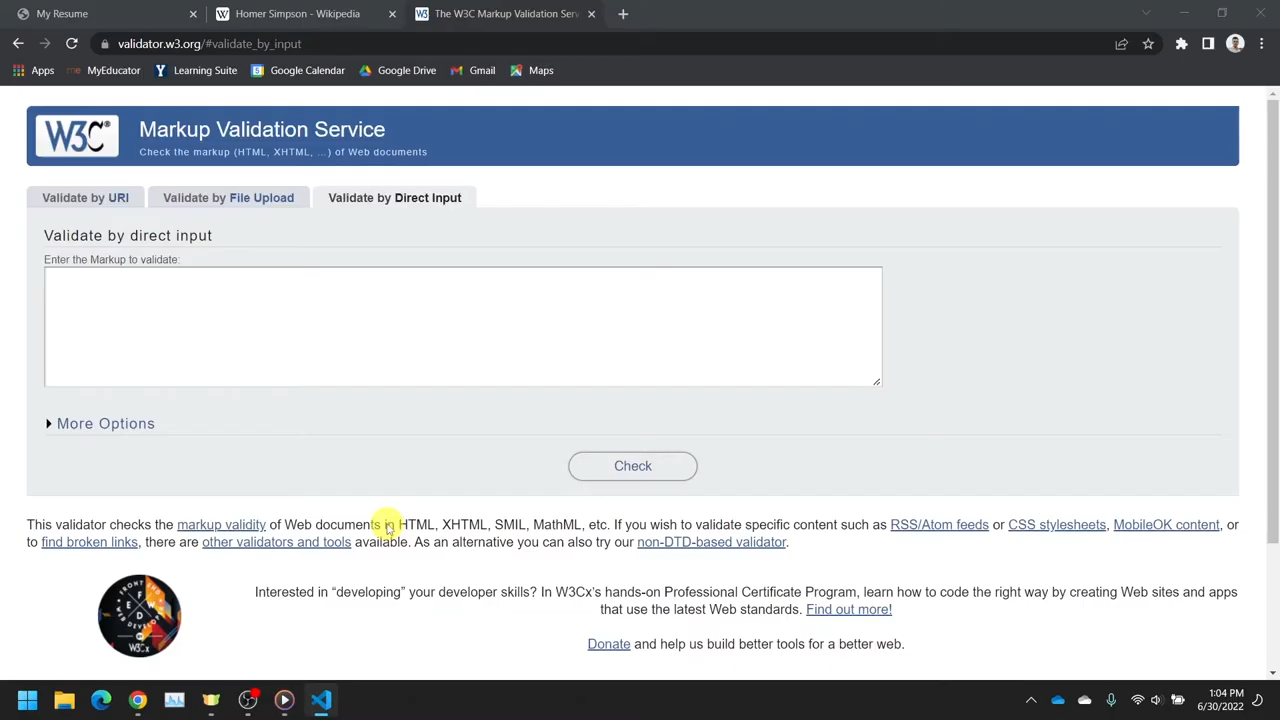 My Resume
Homer Simpson - Wikipedia
The W3C Markup Validation Serv
validator.w3.org/#validate_by_input
Apps
me MyEducator
Y Learning Suite
Google Calendar
Google Drive
Gmail
Maps
W3C®
Markup Validation Service
Check the markup (HTML, XHTML, ...) of Web documents
Validate by URI
Validate by File Upload
Validate by Direct Input
Validate by direct input
Enter the Markup to validate:
More Options
Check
This validator checks the markup validity of Web documents in HTML, XHTML, SMIL, MathML, etc. If you wish to validate specific content such as RSS/Atom feeds or CSS stylesheets, MobileOK content, or
to find broken links, there are other validators and tools available. As an alternative you can also try our non-DTD-based validator.
FRONT END
F
E D
W
WEB DEVELOPER
BY
W3Cx
Interested in “developing” your developer skills? In W3Cx's hands-on Professional Certificate Program, learn how to code the right way by creating Web sites and apps
that use the latest Web standards. Find out more!
Donate and help us build better tools for a better web.
1:04 PM
6/30/2022